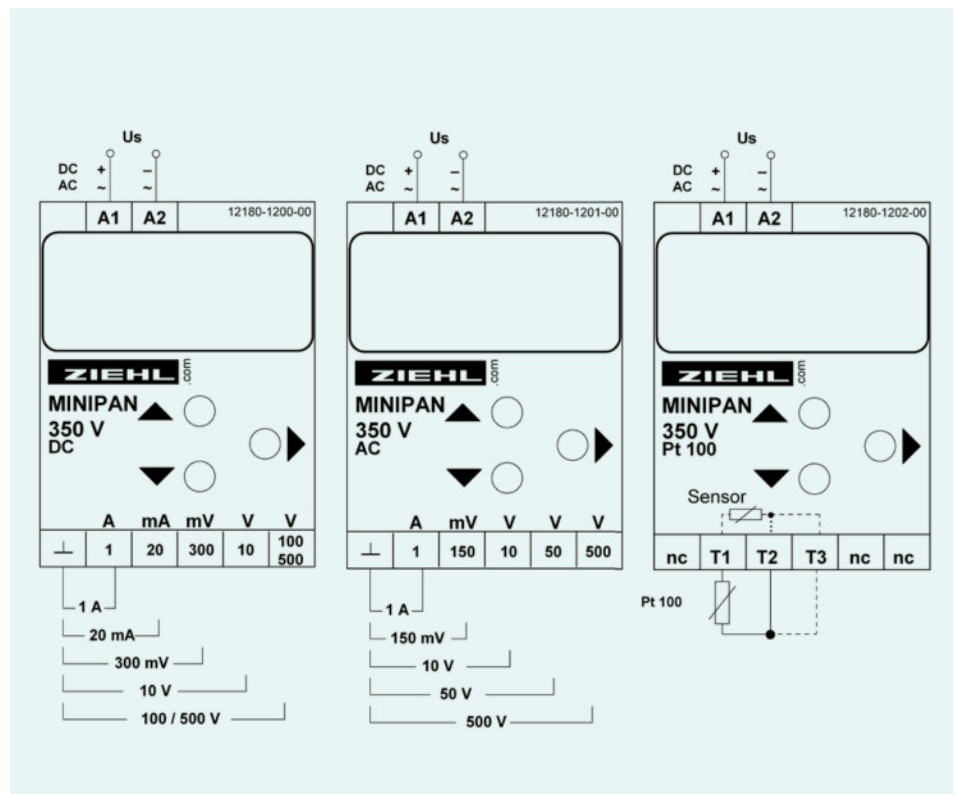 Us
DC + –
AC ~ ~
A1 A2 12180-1200-00
ZIEHL .com
MINIPAN
350 V
DC
A mA mV V V
⊥ 1 20 300 10 100 500
1 A
20 mA
300 mV
10 V
100 / 500 V
Us
DC + –
AC ~ ~
A1 A2 12180-1201-00
ZIEHL .com
MINIPAN
350 V
AC
A mV V V V
⊥ 1 150 10 50 500
1 A
150 mV
10 V
50 V
500 V
Us
DC + –
AC ~ ~
A1 A2 12180-1202-00
ZIEHL .com
MINIPAN
350 V
Pt 100
Sensor
nc T1 T2 T3 nc nc
Pt 100